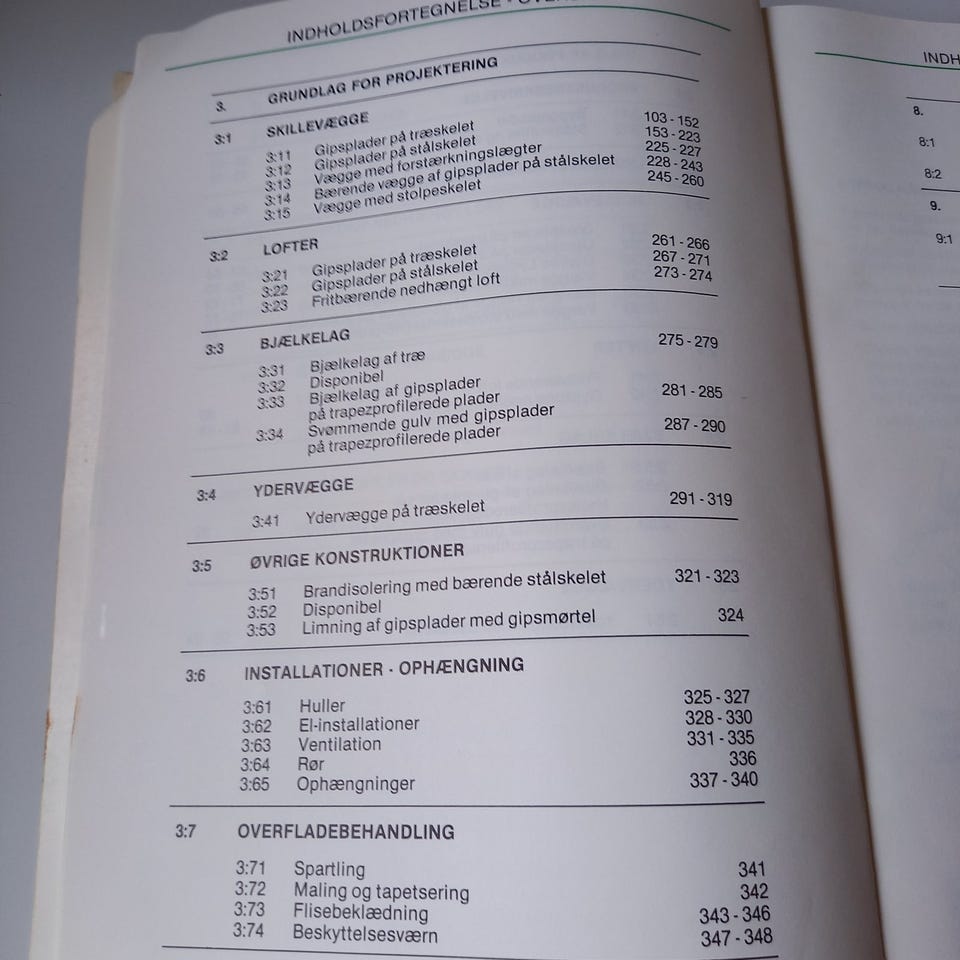 INDHOLDSFORTEGNELSE -
3. GRUNDLAG FOR PROJEKTERING
3:1 SKILLEVÆGGE
3:11 Gipsplader på træskelet 103 - 152
3:12 Gipsplader på stålskelet 153 - 223
3:13 Vægge med forstærkningslægter 225 - 227
3:14 Bærende vægge af gipsplader på stålskelet 228 - 243
3:15 Vægge med stolpeskelet 245 - 260
3:2 LOFTER
3:21 Gipsplader på træskelet 261 - 266
3:22 Gipsplader på stålskelet 267 - 271
3:23 Fritbærende nedhængt loft 273 - 274
3:3 BJÆLKELAG
3:31 Bjælkelag af træ 275 - 279
3:32 Disponibel
3:33 Bjælkelag af gipsplader
på trapezprofilerede plader 281 - 285
3:34 Svømmende gulv med gipsplader
på trapezprofilerede plader 287 - 290
3:4 YDERVÆGGE
3:41 Ydervægge på træskelet 291 - 319
3:5 ØVRIGE KONSTRUKTIONER
3:51 Brandisolering med bærende stålskelet 321 - 323
3:52 Disponibel
3:53 Limning af gipsplader med gipsmørtel 324
3:6 INSTALLATIONER - OPHÆNGNING
3:61 Huller 325 - 327
3:62 El-installationer 328 - 330
3:63 Ventilation 331 - 335
3:64 Rør 336
3:65 Ophængninger 337 - 340
3:7 OVERFLADEBEHANDLING
3:71 Spartling 341
3:72 Maling og tapetsering 342
3:73 Flisebeklædning 343 - 346
3:74 Beskyttelsesværn 347 - 348
INDH
8.
8:1
8:2
9.
9:1